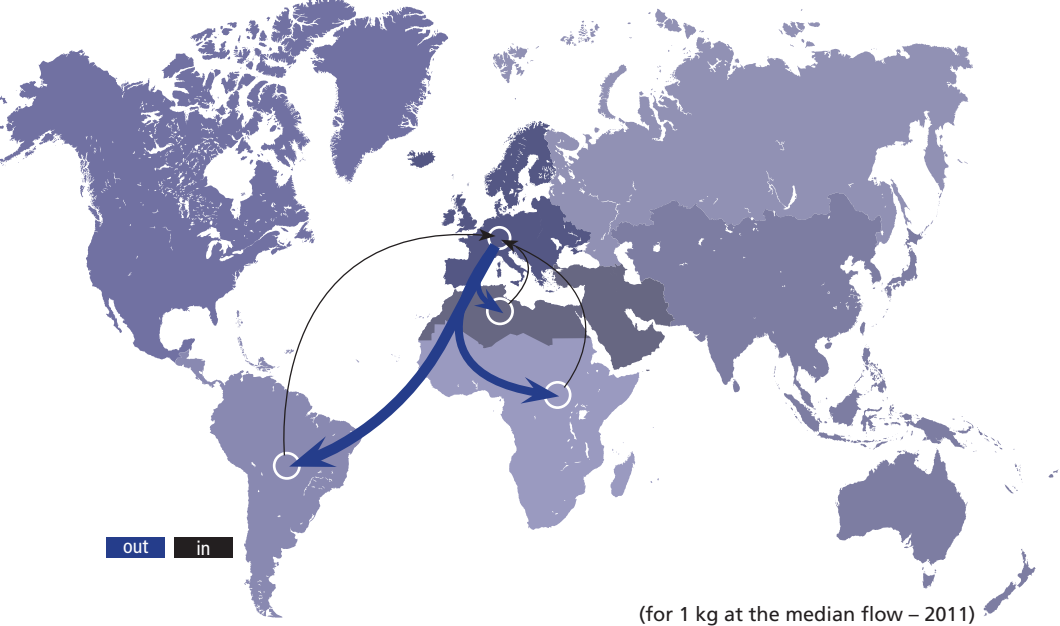 out in
(for 1 kg at the median flow – 2011)